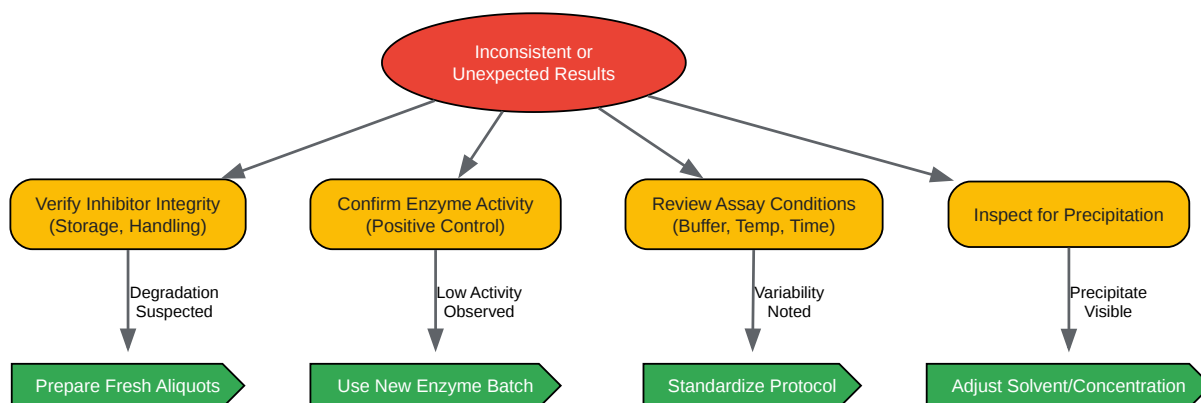 Inconsistent or
Unexpected Results
Verify Inhibitor Integrity
(Storage, Handling)
Confirm Enzyme Activity
(Positive Control)
Review Assay Conditions
(Buffer, Temp, Time)
Inspect for Precipitation
Degradation
Suspected
Low Activity
Observed
Variability
Noted
Precipitate
Visible
Prepare Fresh Aliquots
Use New Enzyme Batch
Standardize Protocol
Adjust Solvent/Concentration